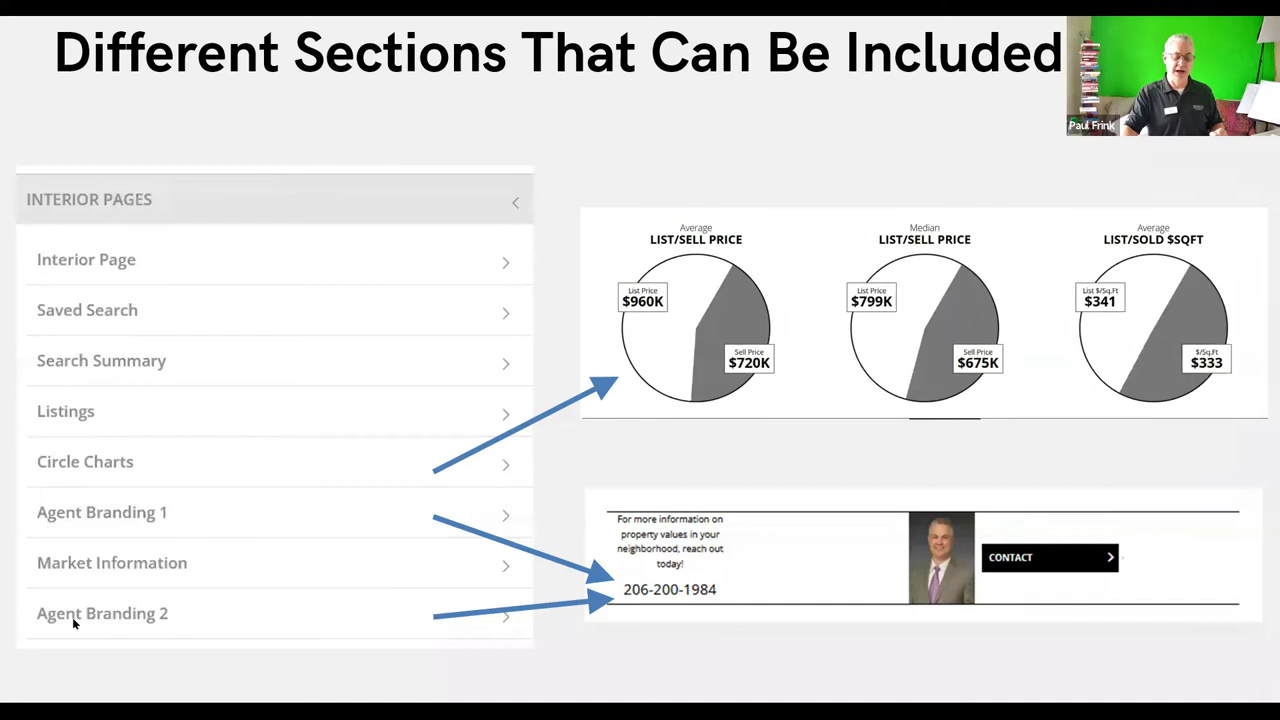 Different Sections That Can Be Included
Paul Frink
INTERIOR PAGES
Interior Page
Saved Search
Search Summary
Listings
Circle Charts
Agent Branding 1
Market Information
Agent Branding 2
Average
LIST/SELL PRICE
List Price
$960K
Sell Price
$720K
Median
LIST/SELL PRICE
List Price
$799K
Sell Price
$675K
Average
LIST/SOLD $SQFT
List $/Sq.Ft
$341
$/Sq.Ft
$333
For more information on
property values in your
neighborhood, reach out
today!
206-200-1984
CONTACT